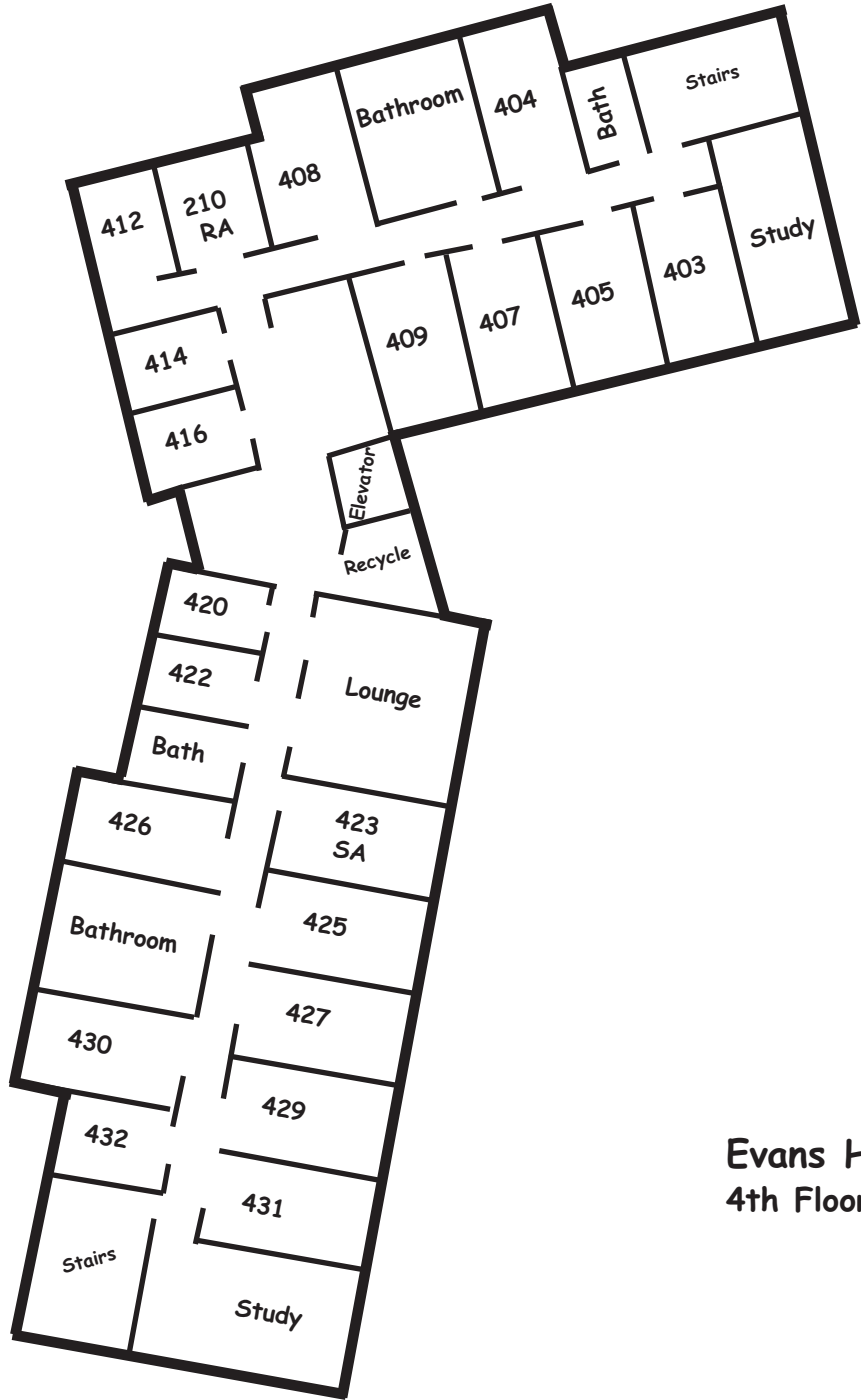 Bathroom
404
Bath
Stairs
408
412
210
RA
Study
403
405
407
409
414
416
Elevator
Recycle
420
422
Lounge
Bath
426
423
SA
425
Bathroom
427
430
429
432
431
Stairs
Study
Evans H
4th Floor